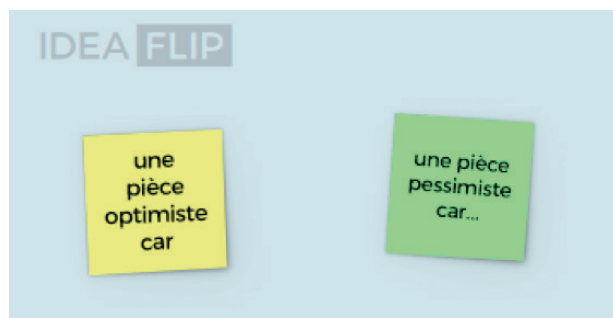 IDEA FLIP
une
pièce
optimiste
car
une pièce
pessimiste
car...